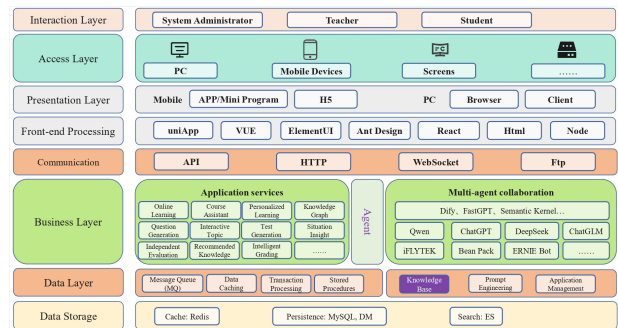 Interaction Layer
System Administrator
Teacher
Student
Access Layer
PC
Mobile Devices
Screens
……
Presentation Layer
Mobile
APP/Mini Program
H5
PC
Browser
Client
Front-end Processing
uniApp
VUE
ElementUI
Ant Design
React
Html
Node
Communication
API
HTTP
WebSocket
Ftp
Business Layer
Application services
Online
Learning
Course
Assistant
Personalized
Learning
Knowledge
Graph
Question
Generation
Interactive
Topic
Test
Generation
Situation
Insight
Independent
Evaluation
Recommended
Knowledge
Intelligent
Grading
……
Agent
Multi-agent collaboration
Dify、FastGPT、Semantic Kernel…
Qwen
ChatGPT
DeepSeek
ChatGLM
iFLYTEK
Bean Pack
ERNIE Bot
……
Data Layer
Message Queue
(MQ)
Data
Caching
Transaction
Processing
Stored
Procedures
Knowledge
Base
Prompt
Engineering
Application
Management
Data Storage
Cache: Redis
Persistence: MySQL, DM
Search: ES